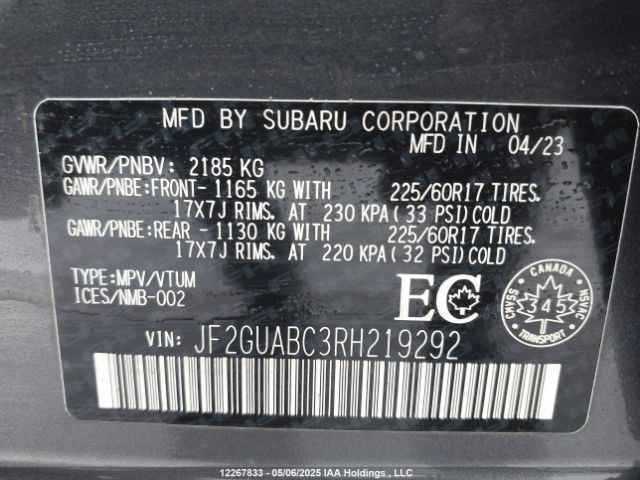 MFD BY SUBARU CORPORATION
MFD IN 04/23
GVWR/PNBV: 2185 KG
GAWR/PNBE:FRONT- 1165 KG WITH 225/60R17 TIRES.
17X7J RIMS. AT 230 KPA( 33 PSI)COLD
GAWR/PNBE:REAR - 1130 KG WITH 225/60R17 TIRES.
17X7J RIMS. AT 220 KPA( 32 PSI)COLD
TYPE:MPV/VTUM
ICES/NMB-002
EC
CANADA
CMVSS 345 NSVAC
TRANSPORT
VIN: JF2GUABC3RH219292
12267833 - 05/06/2025 IAA Holdings , LLC